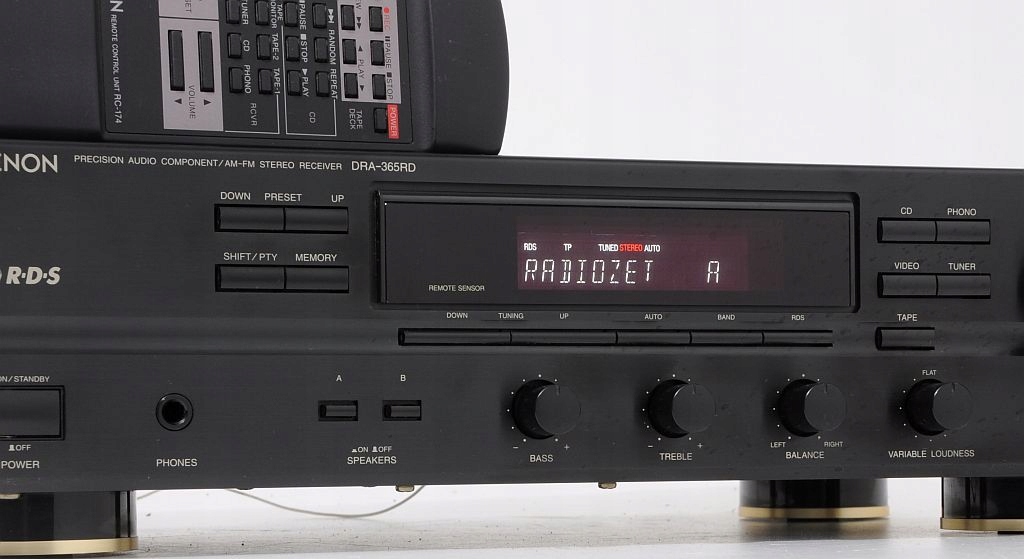 REMOTE CONTROL UNIT RC-174
VOLUME
TUNER CD PHONO
TAPE-2 TAPE-1
RCVR
PAUSE STOP PLAY
CD
RANDOM REPEAT
REC PAUSE STOP
PLAY
TAPE DECK
POWER
PRECISION AUDIO COMPONENT/AM-FM STEREO RECEIVER DRA-365RD
DOWN PRESET UP
CD PHONO
SHIFT/PTY MEMORY
VIDEO TUNER
R·D·S
RDS TP TUNED STEREO AUTO
RADIOZET A
REMOTE SENSOR
DOWN TUNING UP AUTO BAND RDS
TAPE
ON/STANDBY
A B
FLAT
OFF
POWER
PHONES
ON OFF
SPEAKERS
- +
BASS
- +
TREBLE
LEFT RIGHT
BALANCE
VARIABLE LOUDNESS